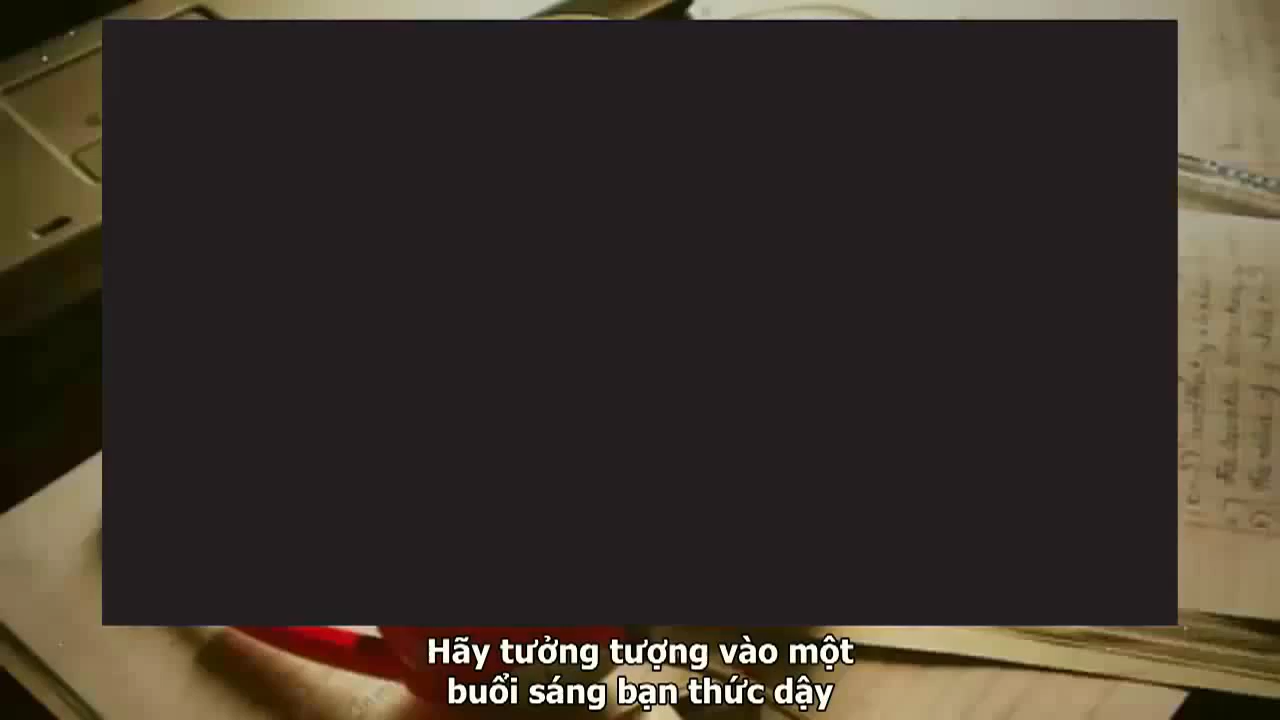 Hãy tưởng tượng vào một
buổi sáng bạn thức dậy